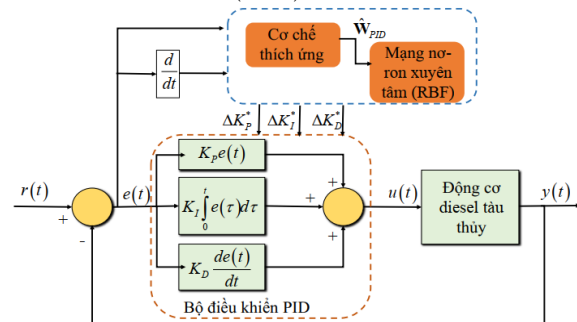 Cơ chế
thích ứng
Ŵ_PID
Mạng nơ-
ron xuyên
tâm (RBF)
d/dt
ΔK*_P ΔK*_I ΔK*_D
K_P e(t)
r(t) + - e(t)
K_I ∫_0^t e(τ)dτ
+ + +
u(t)
Động cơ
diesel tàu
thủy
y(t)
K_D de(t)/dt
Bộ điều khiển PID